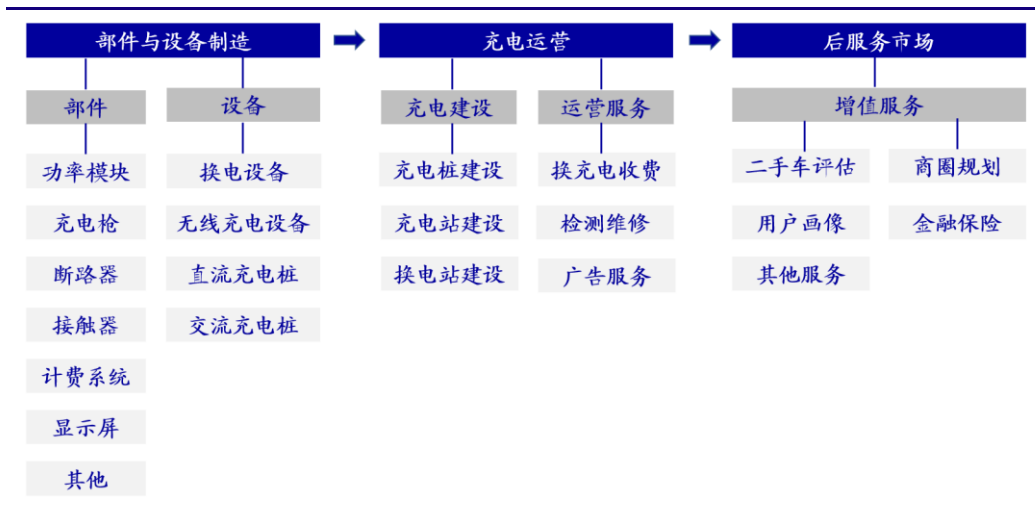 部件与设备制造
充电运营
后服务市场
部件
设备
充电建设
运营服务
增值服务
功率模块
换电设备
充电桩建设
换充电收费
二手车评估
商圈规划
充电枪
无线充电设备
充电站建设
检测维修
用户画像
金融保险
断路器
直流充电桩
换电站建设
广告服务
其他服务
接触器
交流充电桩
计费系统
显示屏
其他